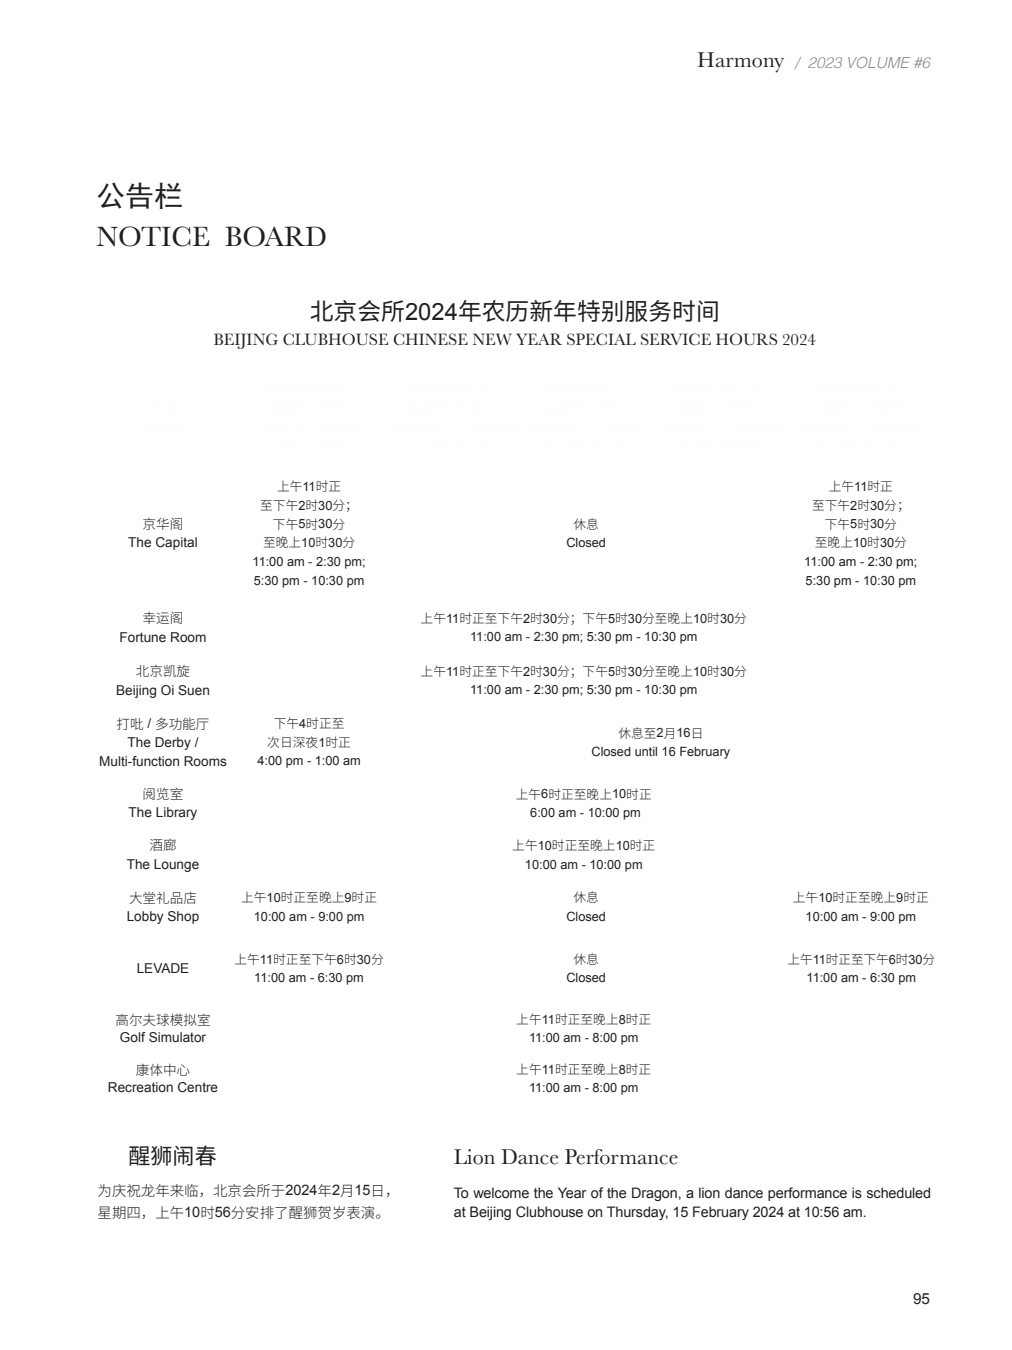 Harmony / 2023 VOLUME #6
公告栏
NOTICE BOARD
北京会所2024年农历新年特别服务时间
BEIJING CLUBHOUSE CHINESE NEW YEAR SPECIAL SERVICE HOURS 2024
京华阁
The Capital
上午11时正
至下午2时30分；
下午5时30分
至晚上10时30分
11:00 am - 2:30 pm;
5:30 pm - 10:30 pm
休息
Closed
上午11时正
至下午2时30分；
下午5时30分
至晚上10时30分
11:00 am - 2:30 pm;
5:30 pm - 10:30 pm
幸运阁
Fortune Room
上午11时正至下午2时30分；下午5时30分至晚上10时30分
11:00 am - 2:30 pm; 5:30 pm - 10:30 pm
北京凯旋
Beijing Oi Suen
上午11时正至下午2时30分；下午5时30分至晚上10时30分
11:00 am - 2:30 pm; 5:30 pm - 10:30 pm
打吡 / 多功能厅
The Derby /
Multi-function Rooms
下午4时正至
次日深夜1时正
4:00 pm - 1:00 am
休息至2月16日
Closed until 16 February
阅览室
The Library
上午6时正至晚上10时正
6:00 am - 10:00 pm
酒廊
The Lounge
上午10时正至晚上10时正
10:00 am - 10:00 pm
大堂礼品店
Lobby Shop
上午10时正至晚上9时正
10:00 am - 9:00 pm
休息
Closed
上午10时正至晚上9时正
10:00 am - 9:00 pm
LEVADE
上午11时正至下午6时30分
11:00 am - 6:30 pm
休息
Closed
上午11时正至下午6时30分
11:00 am - 6:30 pm
高尔夫球模拟室
Golf Simulator
上午11时正至晚上8时正
11:00 am - 8:00 pm
康体中心
Recreation Centre
上午11时正至晚上8时正
11:00 am - 8:00 pm
醒狮闹春
为庆祝龙年来临，北京会所于2024年2月15日，
星期四，上午10时56分安排了醒狮贺岁表演。
Lion Dance Performance
To welcome the Year of the Dragon, a lion dance performance is scheduled
at Beijing Clubhouse on Thursday, 15 February 2024 at 10:56 am.
95